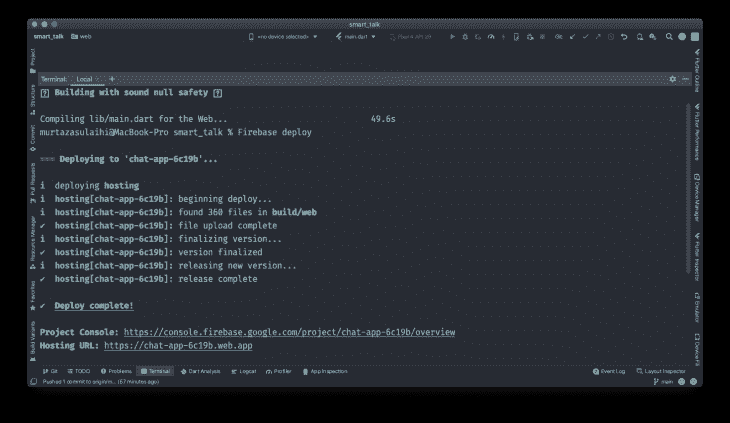 smart_talk
smart_talk
web
<no device selected>
main.dart
Pixel 4 API 29
Git:
Project
Structure
Commit
Pull Requests
Resource Manager
Favorites
Build Variants
Terminal:
Local
Building with sound null safety
Compiling lib/main.dart for the Web... 49.6s
murtazasulaihi@MacBook-Pro smart_talk % Firebase deploy
=== Deploying to 'chat-app-6c19b'...
i deploying hosting
i hosting[chat-app-6c19b]: beginning deploy...
i hosting[chat-app-6c19b]: found 360 files in build/web
✔ hosting[chat-app-6c19b]: file upload complete
i hosting[chat-app-6c19b]: finalizing version...
✔ hosting[chat-app-6c19b]: version finalized
i hosting[chat-app-6c19b]: releasing new version...
✔ hosting[chat-app-6c19b]: release complete
✔ Deploy complete!
Project Console: https://console.firebase.google.com/project/chat-app-6c19b/overview
Hosting URL: https://chat-app-6c19b.web.app
Flutter Outline
Flutter Performance
Device Manager
Flutter Inspector
Emulator
Device Fil
Git
TODO
Problems
Terminal
Dart Analysis
Logcat
Profiler
App Inspection
Event Log
Layout Inspector
Pushed 1 commit to origin/m... (57 minutes ago)
main